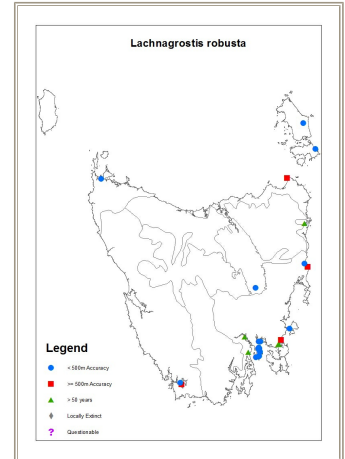 Lachnagrostis robusta
Legend
< 500m Accuracy
>= 500m Accuracy
> 50 years
Locally Extinct
? Questionable